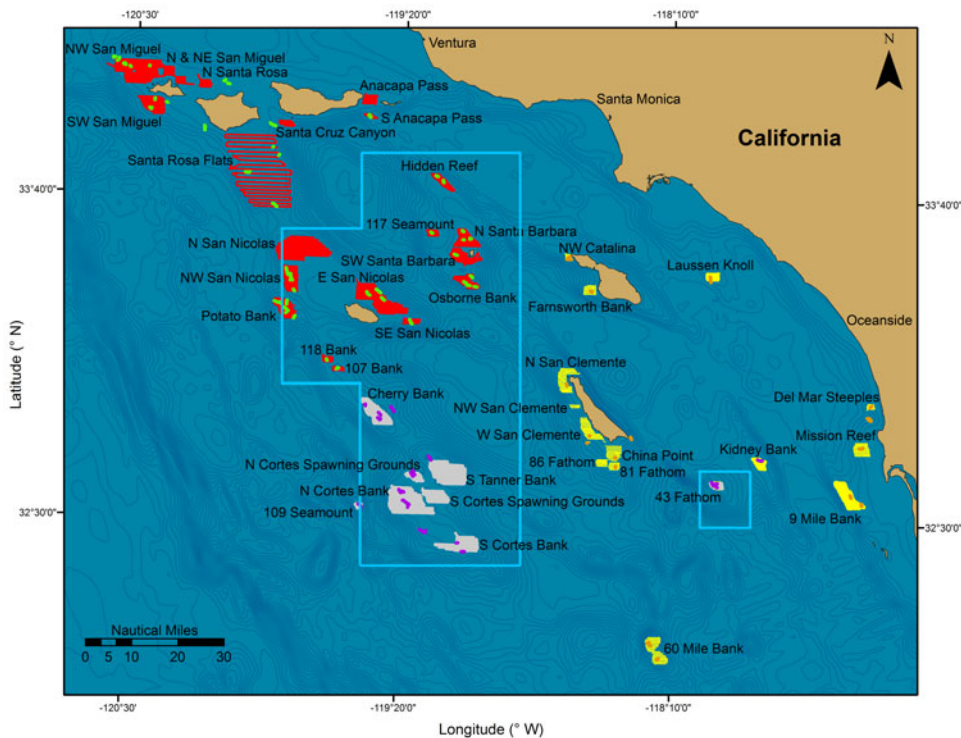 -120°30'
-119°20'
-118°10'0"
Ventura
N
NW San Miguel
N & NE San Miguel
N Santa Rosa
Anacapa Pass
Santa Monica
SW San Miguel
S Anacapa Pass
Santa Cruz Canyon
California
Santa Rosa Flats
Hidden Reef
33°40'
33°40'
117 Seamount
N Santa Barbara
N San Nicolas
NW Catalina
SW Santa Barbara
Laussen Knoll
NW San Nicolas
E San Nicolas
Osborne Bank
Farnsworth Bank
Potato Bank
Oceanside
SE San Nicolas
118 Bank
107 Bank
N San Clemente
Cherry Bank
Del Mar Steeples
NW San Clemente
W San Clemente
Mission Reef
Kidney Bank
China Point
86 Fathom
N Cortes Spawning Grounds
81 Fathom
S Tanner Bank
N Cortes Bank
S Cortes Spawning Grounds
43 Fathom
109 Seamount
32°30'
9 Mile Bank
32°30'
S Cortes Bank
Nautical Miles
0 5 10 20 30
60 Mile Bank
-120°30'
-119°20'0"
-118°10'0"
Latitude (° N)
Longitude (° W)